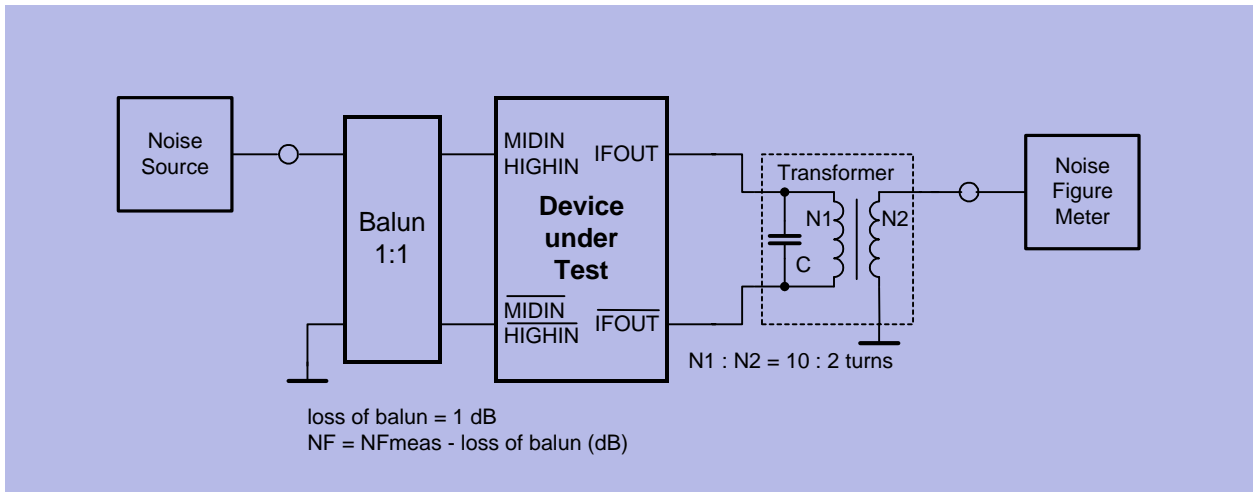 Noise
Source
Balun
1:1
MIDIN
HIGHIN
IFOUT
Device
under
Test
MIDIN
HIGHIN
IFOUT
Transformer
N1
N2
C
Noise
Figure
Meter
N1 : N2 = 10 : 2 turns
loss of balun = 1 dB
NF = NFmeas - loss of balun (dB)